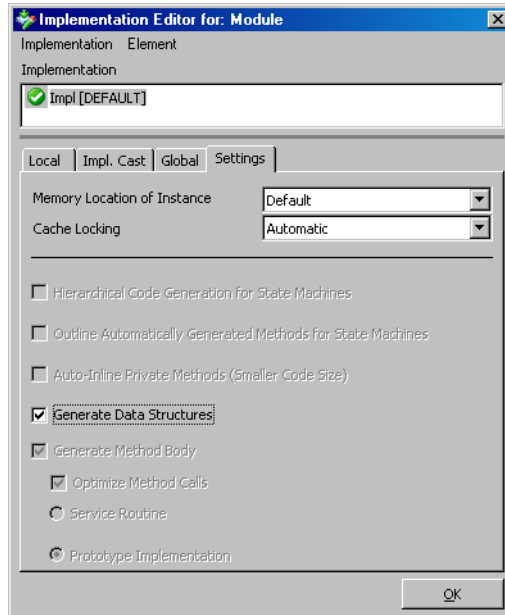 Implementation Editor for: Module
Implementation Element
Implementation
Impl [DEFAULT]
Local Impl. Cast Global Settings
Memory Location of Instance Default
Cache Locking Automatic
Hierarchical Code Generation for State Machines
Outline Automatically Generated Methods for State Machines
Auto-Inline Private Methods (Smaller Code Size)
Generate Data Structures
Generate Method Body
Optimize Method Calls
Service Routine
Prototype Implementation
OK